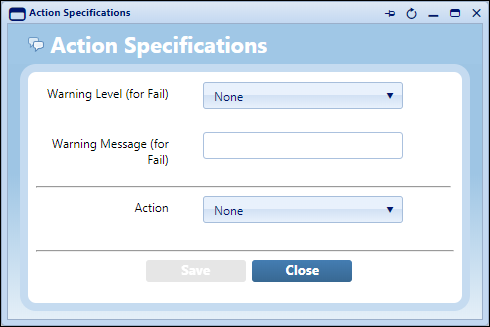 Action Specifications
Action Specifications
Warning Level (for Fail)
None
Warning Message (for
Fail)
Action
None
Save
Close